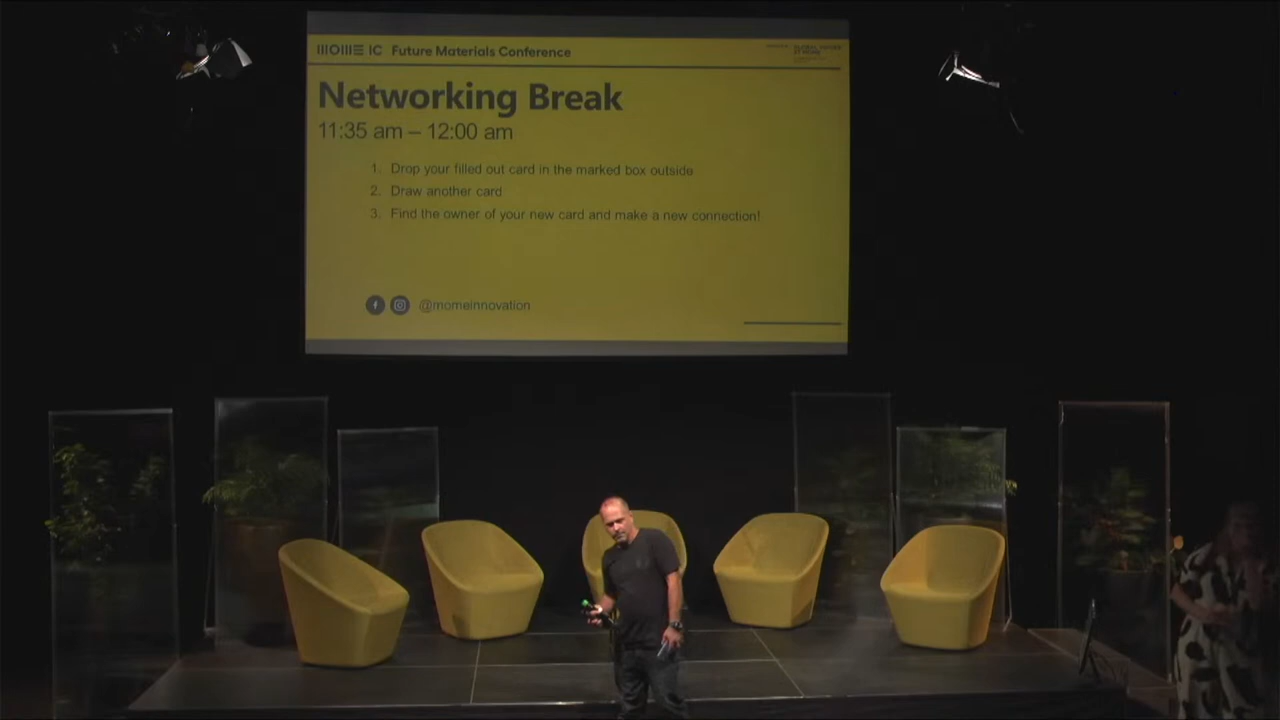 MOME IC Future Materials Conference
Networking Break
11:35 am – 12:00 am
1. Drop your filled out card in the marked box outside
2. Draw another card
3. Find the owner of your new card and make a new connection!
@momeinnovation